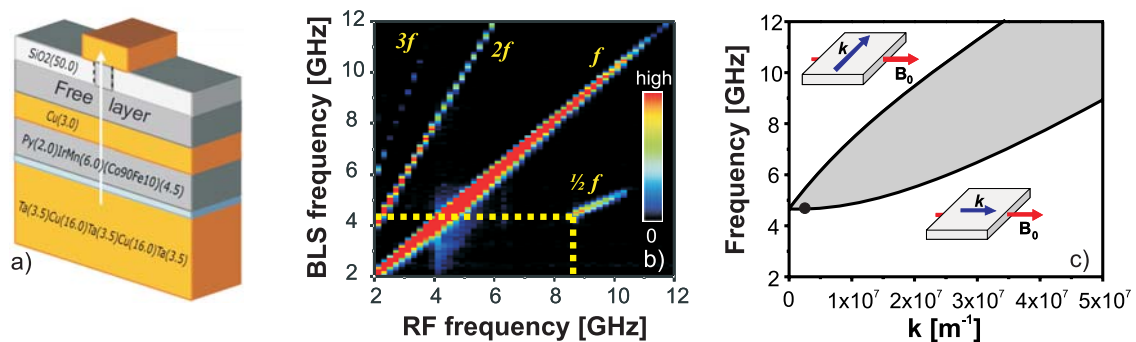 SiO2(50.0)
Free layer
Cu(3.0)
Py(2.0)IrMn(6.0)(Co90Fe10)(4.5)
Ta(3.5)Cu(16.0)Ta(3.5)Cu(16.0)Ta(3.5)
a)
BLS frequency [GHz]
12
10
8
6
4
2
3f
2f
f
½ f
high
0
b)
2 4 6 8 10 12
RF frequency [GHz]
Frequency [GHz]
12
10
8
6
4
2
k
B₀
k
B₀
c)
0 1x10⁷ 2x10⁷ 3x10⁷ 4x10⁷ 5x10⁷
k [m⁻¹]